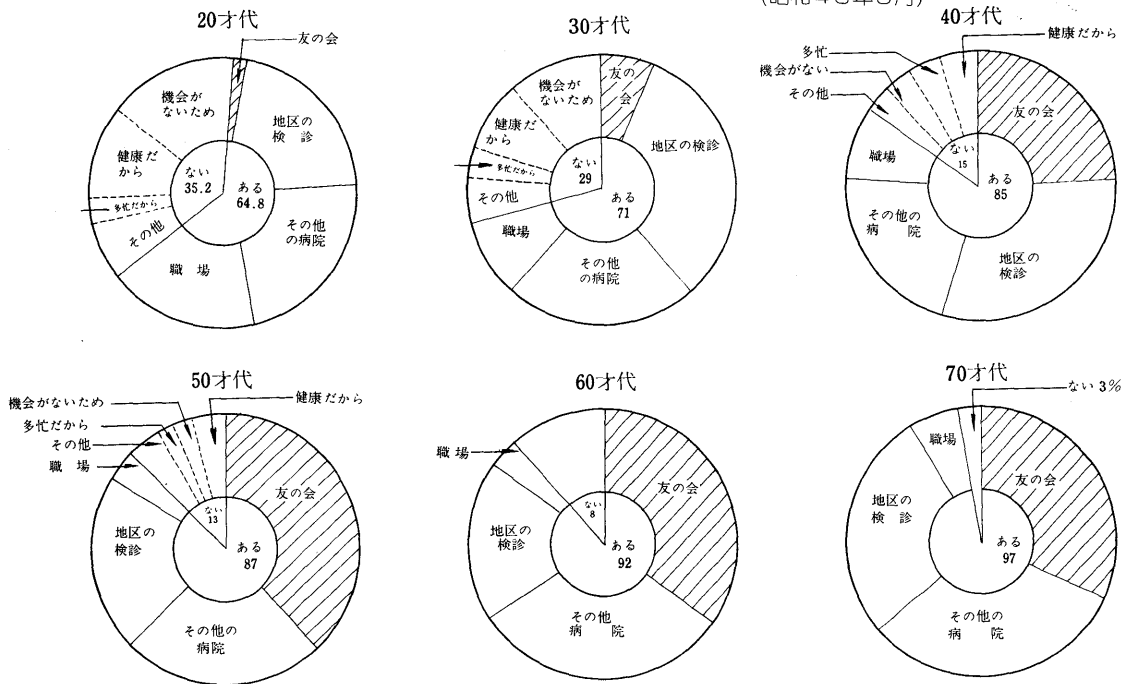 20才代
友の会
機会が
ないため
地区の
検 診
健康だ
から
ない
35.2
ある
64.8
多忙だから
その他
その他
の病院
職 場
30才代
友の
会
機会が
ないため
地区の検診
健康だ
から
ない
29
ある
71
多忙だから
その他
職場
その他
の病院
40才代
健康だから
多忙
機会がない
その他
友の会
職場
ない
15
ある
85
その他の
病 院
地区の
検診
50才代
健康だから
機会がないため
多忙だから
その他
職 場
友の会
地区の
検診
ない
13
ある
87
その他の
病院
60才代
職 場
友の会
地区の
検診
ない
8
ある
92
その他の
病 院
70才代
ない 3%
職場
友の会
地区の
検 診
ある
97
その他の
病 院